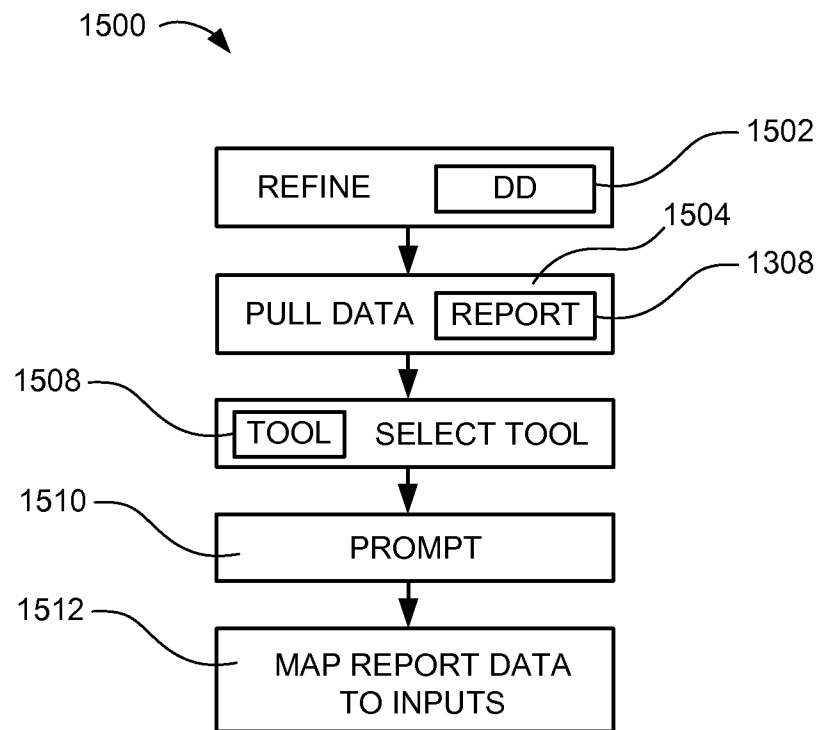 1500
1502
REFINE DD
1504
1308
PULL DATA REPORT
1508
TOOL SELECT TOOL
1510
PROMPT
1512
MAP REPORT DATA
TO INPUTS